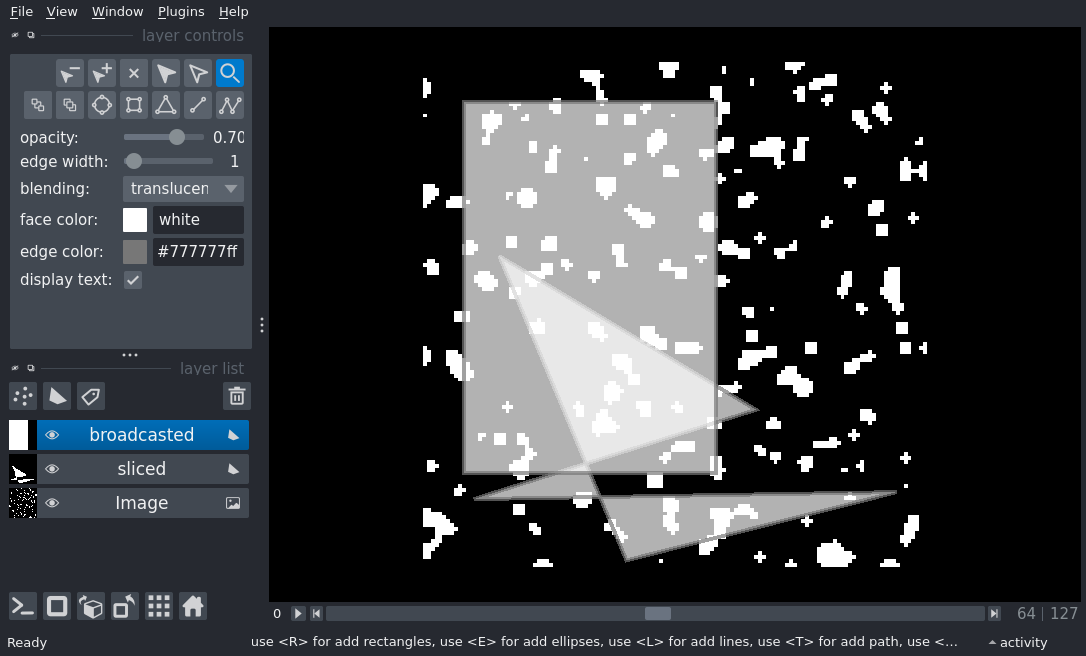 File View Window Plugins Help
layer controls
opacity: 0.70
edge width: 1
blending: translucen
face color: white
edge color: #777777ff
display text:
layer list
broadcasted
sliced
Image
0 64 | 127
Ready use <R> for add rectangles, use <E> for add ellipses, use <L> for add lines, use <T> for add path, use <... activity